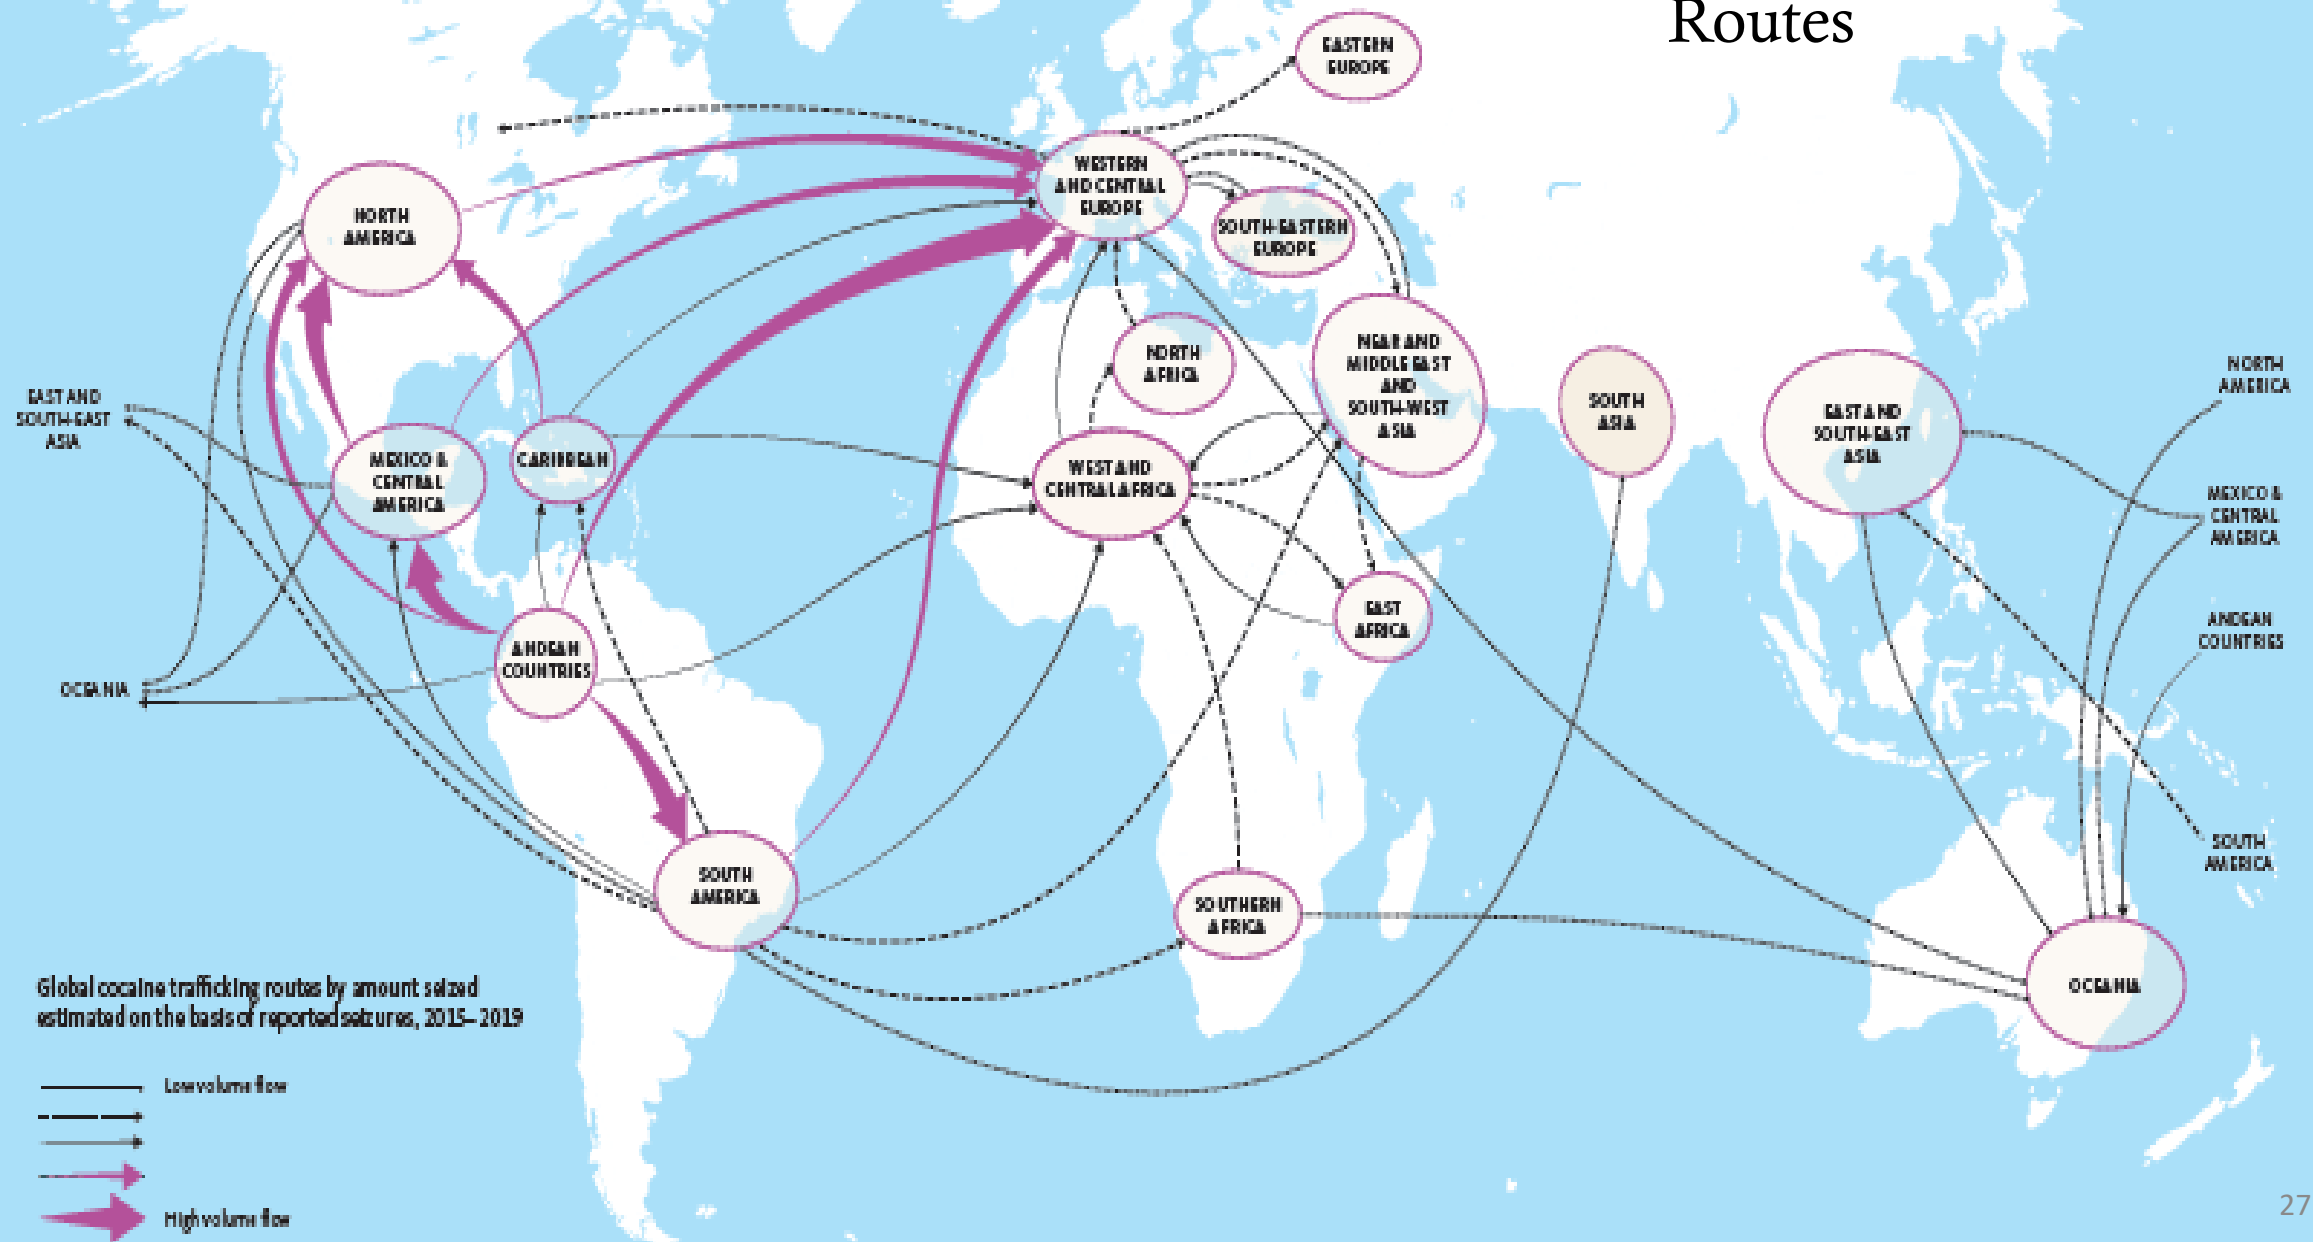 Routes
EASTERN
EUROPE
WESTERN
AND CENTRAL
EUROPE
NORTH
AMERICA
SOUTH-EASTERN
EUROPE
NEAR AND
MIDDLE EAST
AND
SOUTH-WEST
ASIA
NORTH
AFRICA
SOUTH
ASIA
EAST AND
SOUTH-EAST
ASIA
NORTH
AMERICA
EAST AND
SOUTH-EAST
ASIA
MEXICO &
CENTRAL
AMERICA
CARIBBEAN
WEST AND
CENTRAL AFRICA
MEXICO &
CENTRAL
AMERICA
EAST
AFRICA
ANDEAN
COUNTRIES
ANDEAN
COUNTRIES
OCEANIA
SOUTH
AMERICA
SOUTH
AMERICA
SOUTHERN
AFRICA
OCEANIA
Global cocaine trafficking routes by amount seized
estimated on the basis of reported seizures, 2015–2019
Low volume flow
High volume flow
27